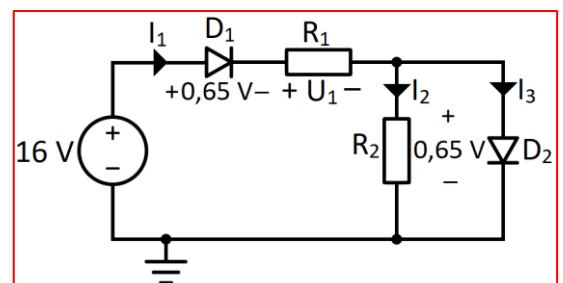 I₁ D₁ R₁
+0,65 V− + U₁ − I₂ I₃
16 V + − R₂ + 0,65 V − D₂